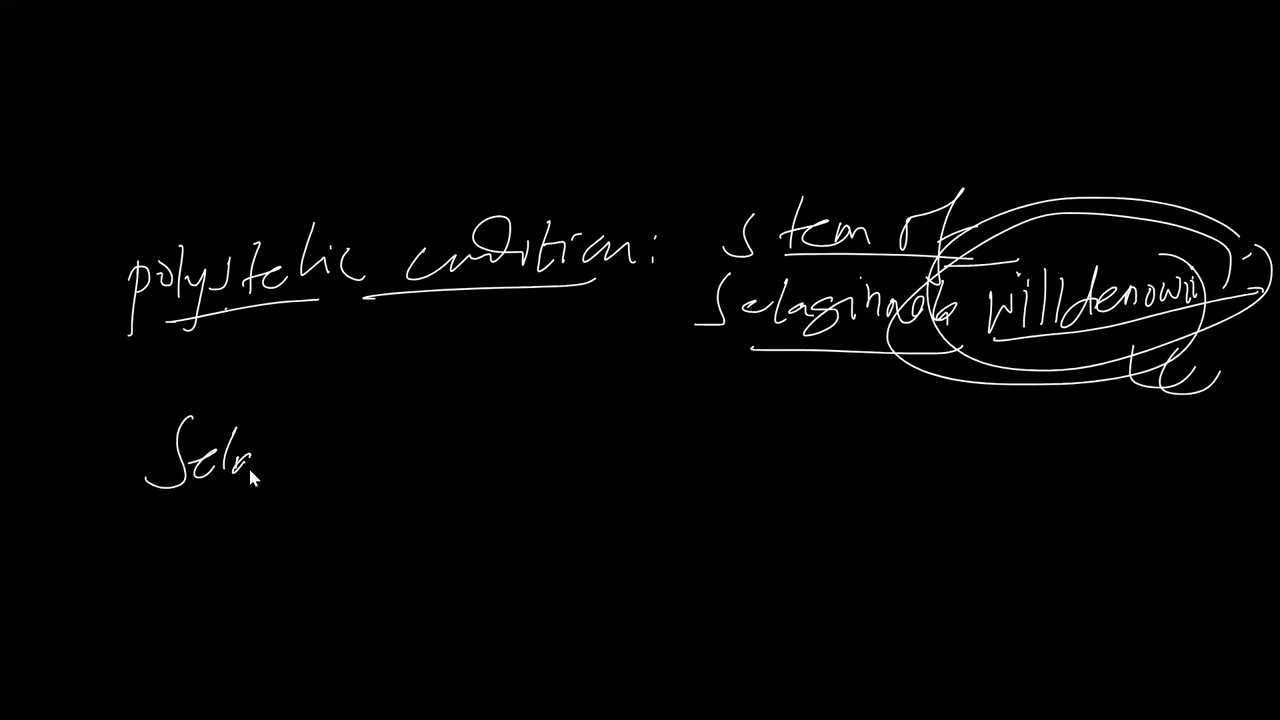 polystelic condition: stem of
Selaginella willdenowii
Sela